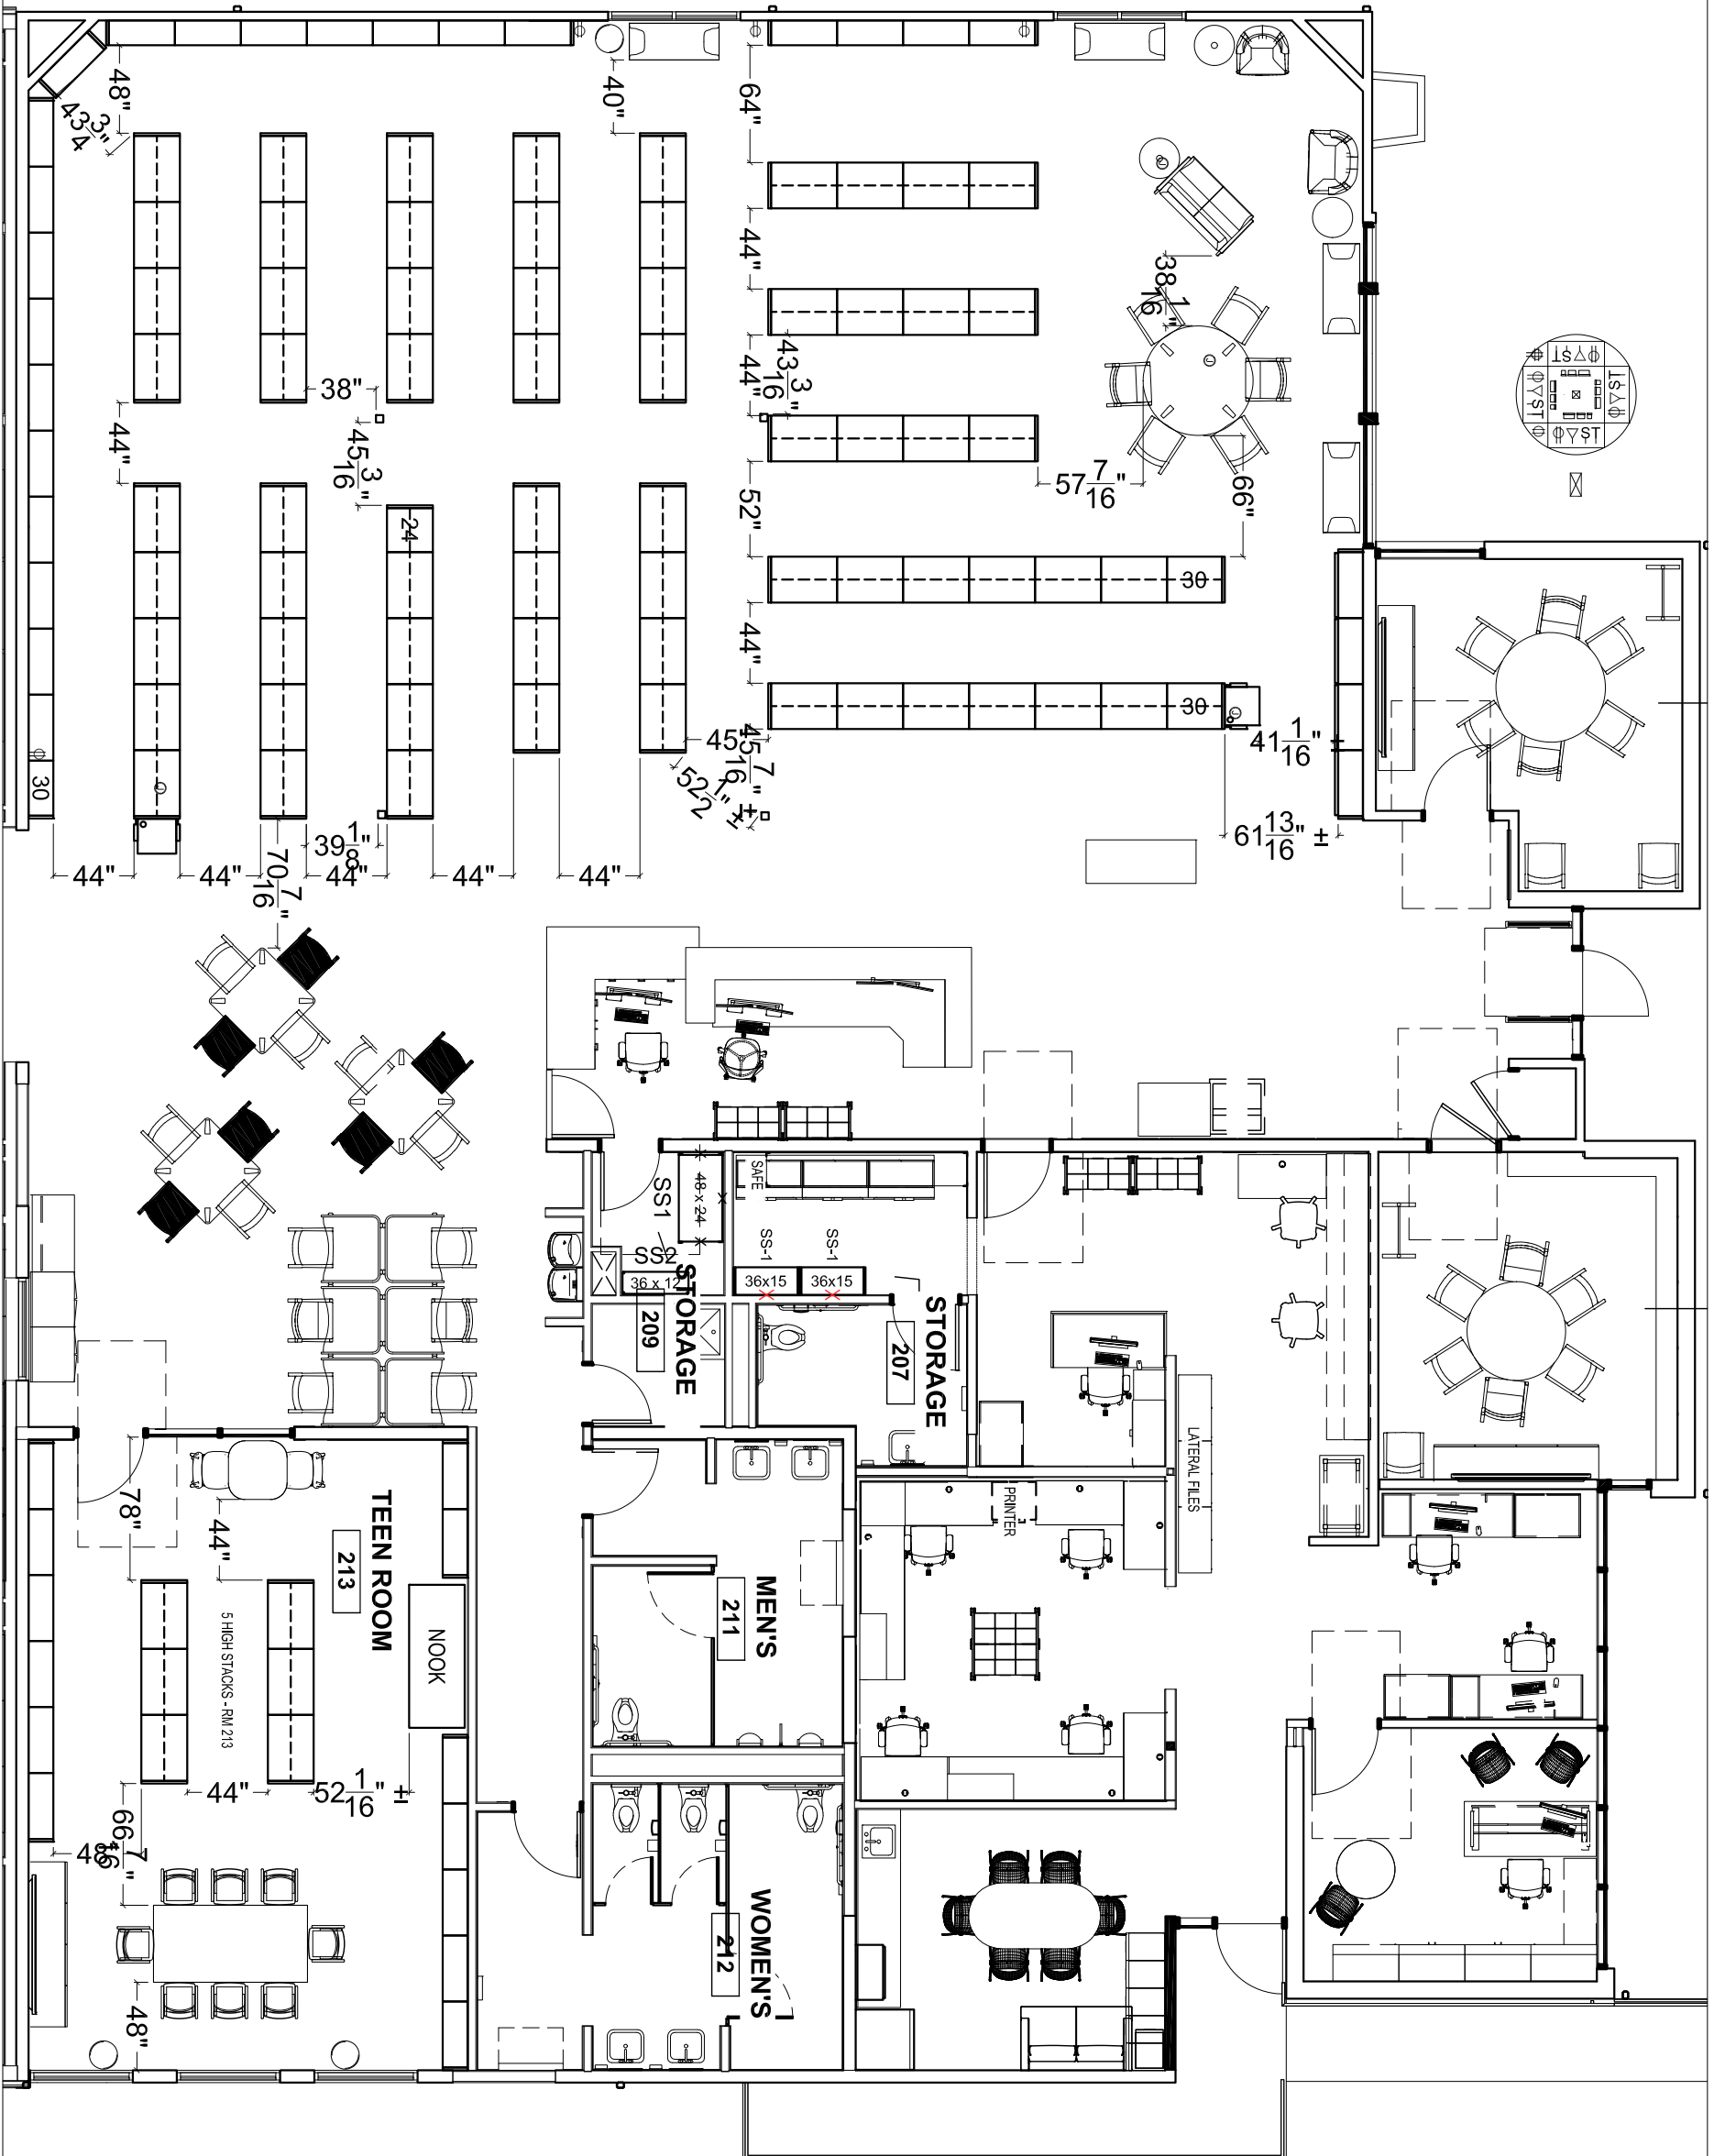 48"
43 3/4"
40"
64"
44"
38 1/16"
43 3/16"
44"
38"
44"
45 3/16"
57 7/16"
66"
52"
24
30
44"
30
45 7/16"
45
52 1/2" ±
41 1/16" ±
30
61 13/16" ±
39 1/8"
70 7/16"
44"
44"
44"
44"
44"
ST
ST
ST
ST
SAFE
48 x 24
SS1
SS2
SS-1
SS-1
36 x 12
36x15
36x15
STORAGE
209
STORAGE
207
LATERAL FILES
PRINTER
78"
44"
TEEN ROOM
213
NOOK
5 HIGH STACKS - RM 213
MEN'S
211
44"
52 1/16" ±
66 7/16"
48"
WOMEN'S
212
48"